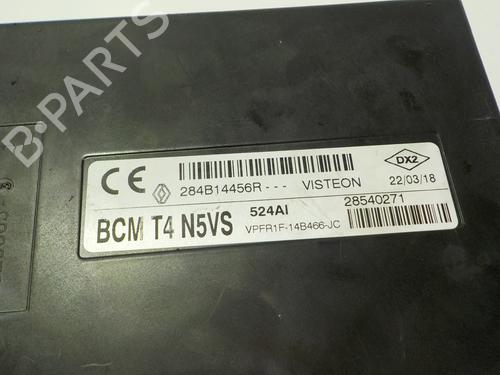 B-PARTS
CE
DX2
284B14456R--- VISTEON 22/03/18
BCM T4 N5VS 524AI 28540271
VPFR1F-14B466-JC